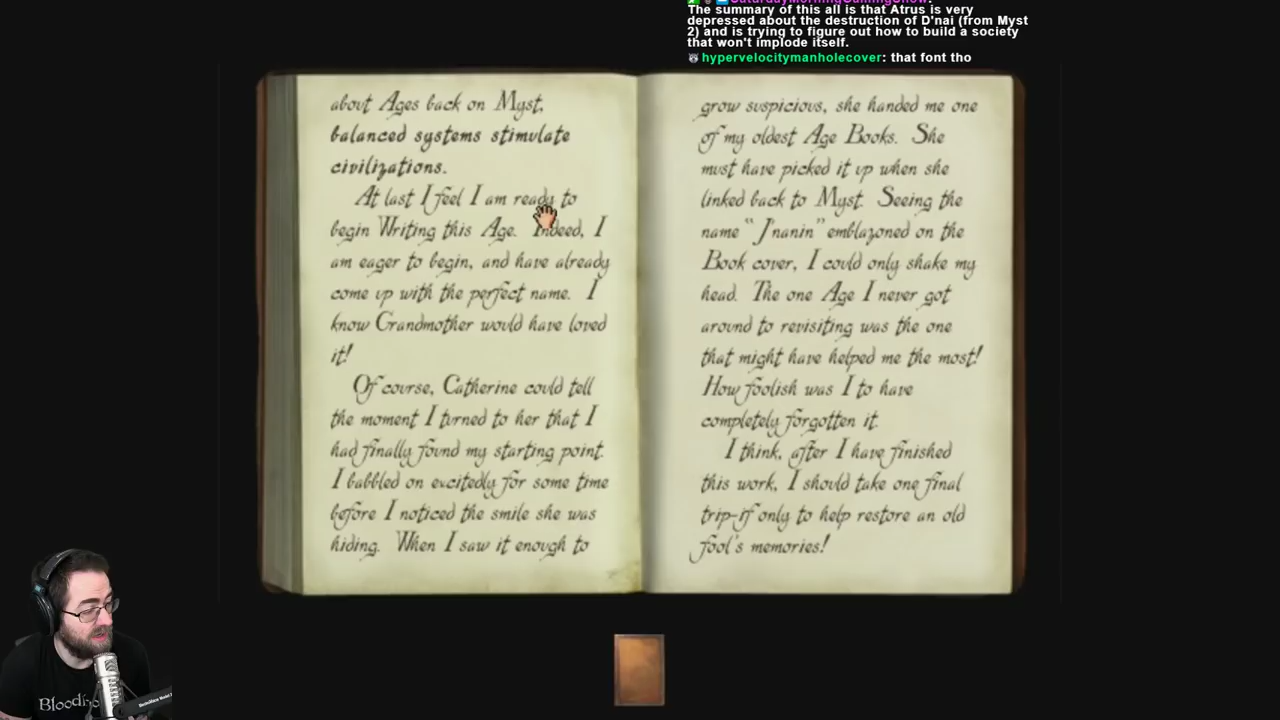 SaturdayMorningGamingShow:
The summary of this all is that Atrus is very
depressed about the destruction of D'nai (from Myst
2) and is trying to figure out how to build a society
that won't implode itself.
hypervelocitymanholecover: that font tho
about Ages back on Myst,
balanced systems stimulate
civilizations.
At last I feel I am ready to
begin Writing this Age. Indeed, I
am eager to begin, and have already
come up with the perfect name. I
know Grandmother would have loved
it!
Of course, Catherine could tell
the moment I turned to her that I
had finally found my starting point.
I babbled on excitedly for some time
before I noticed the smile she was
hiding. When I saw it enough to
grow suspicious, she handed me one
of my oldest Age Books. She
must have picked it up when she
linked back to Myst. Seeing the
name "J'nanin" emblazoned on the
Book cover, I could only shake my
head. The one Age I never got
around to revisiting was the one
that might have helped me the most!
How foolish was I to have
completely forgotten it.
I think, after I have finished
this work, I should take one final
trip-if only to help restore an old
fool's memories!